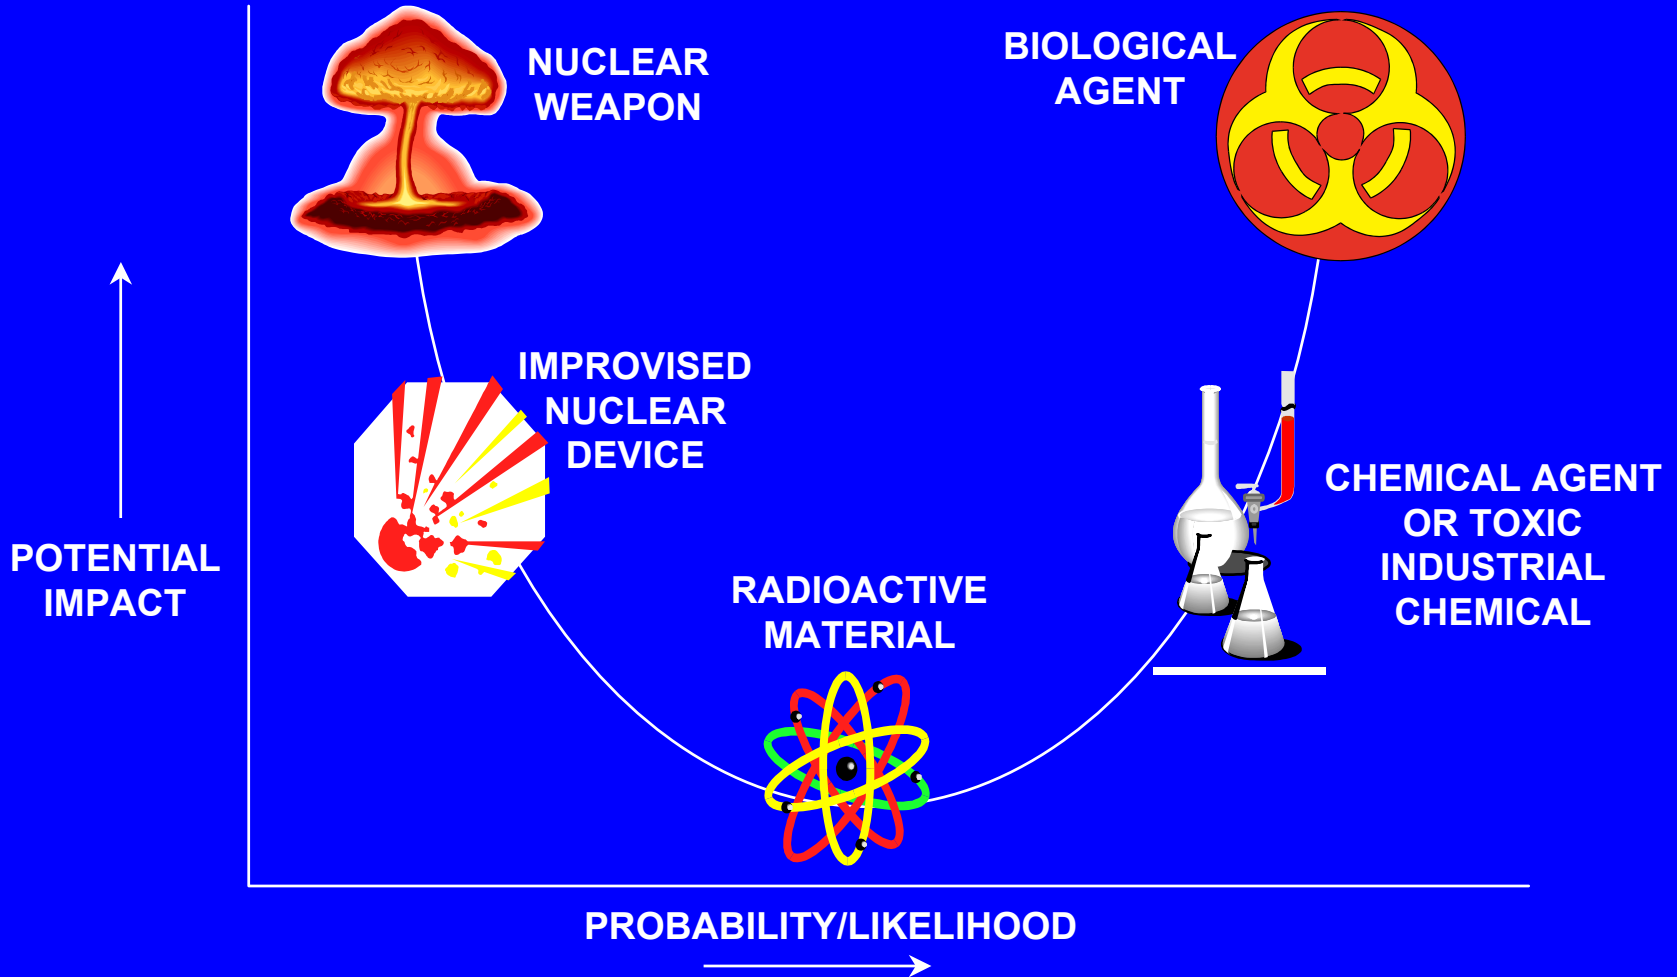 NUCLEAR
WEAPON
BIOLOGICAL
AGENT
IMPROVISED
NUCLEAR
DEVICE
CHEMICAL AGENT
OR TOXIC
INDUSTRIAL
CHEMICAL
POTENTIAL
IMPACT
RADIOACTIVE
MATERIAL
PROBABILITY/LIKELIHOOD